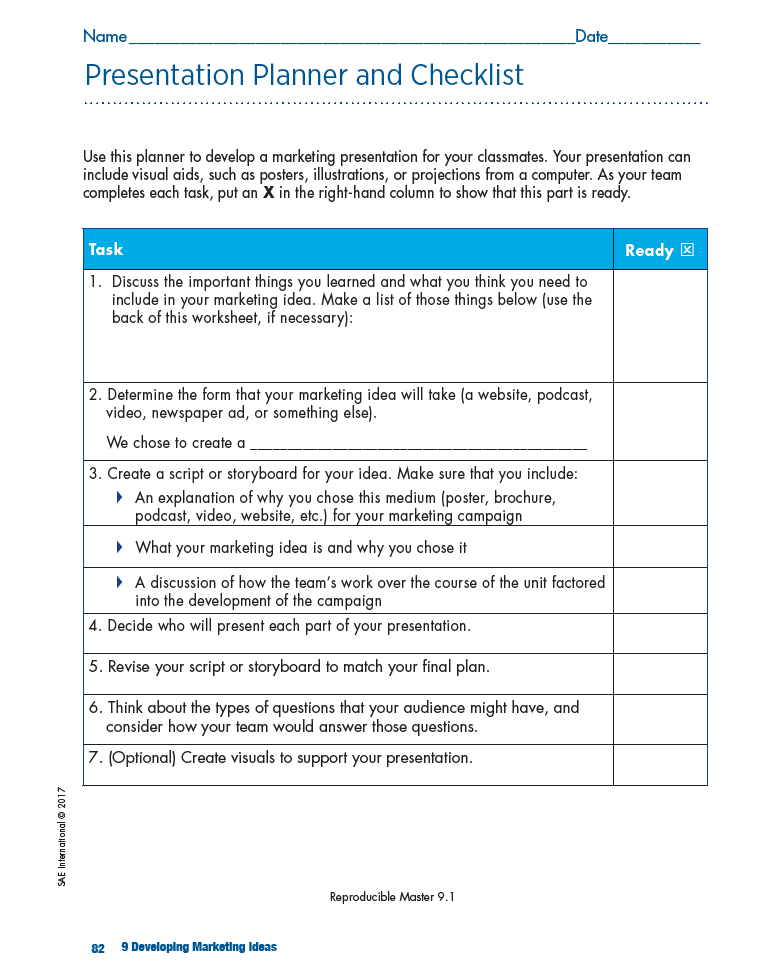 Name______________________________________________________Date___________
Presentation Planner and Checklist
Use this planner to develop a marketing presentation for your classmates. Your presentation can
include visual aids, such as posters, illustrations, or projections from a computer. As your team
completes each task, put an X in the right-hand column to show that this part is ready.
Task
Ready ☒
1. Discuss the important things you learned and what you think you need to
include in your marketing idea. Make a list of those things below (use the
back of this worksheet, if necessary):
2. Determine the form that your marketing idea will take (a website, podcast,
video, newspaper ad, or something else).
We chose to create a __________________________________________
3. Create a script or storyboard for your idea. Make sure that you include:
An explanation of why you chose this medium (poster, brochure,
podcast, video, website, etc.) for your marketing campaign
What your marketing idea is and why you chose it
A discussion of how the team's work over the course of the unit factored
into the development of the campaign
4. Decide who will present each part of your presentation.
5. Revise your script or storyboard to match your final plan.
6. Think about the types of questions that your audience might have, and
consider how your team would answer those questions.
7. (Optional) Create visuals to support your presentation.
SAE International © 2017
Reproducible Master 9.1
82 9 Developing Marketing Ideas